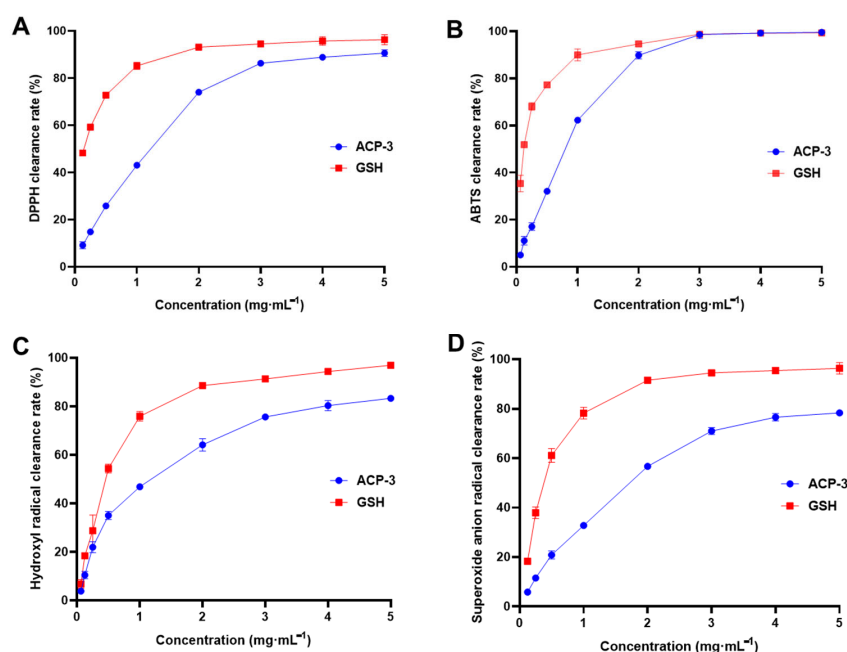 A
DPPH clearance rate (%)
100
80
60
40
20
0
0
1
2
3
4
5
Concentration (mg·mL⁻¹)
ACP-3
GSH
B
ABTS clearance rate (%)
100
80
60
40
20
0
0
1
2
3
4
5
Concentration (mg·mL⁻¹)
ACP-3
GSH
C
Hydroxyl radical clearance rate (%)
100
80
60
40
20
0
0
1
2
3
4
5
Concentration (mg·mL⁻¹)
ACP-3
GSH
D
Superoxide anion radical clearance rate (%)
100
80
60
40
20
0
0
1
2
3
4
5
Concentration (mg·mL⁻¹)
ACP-3
GSH